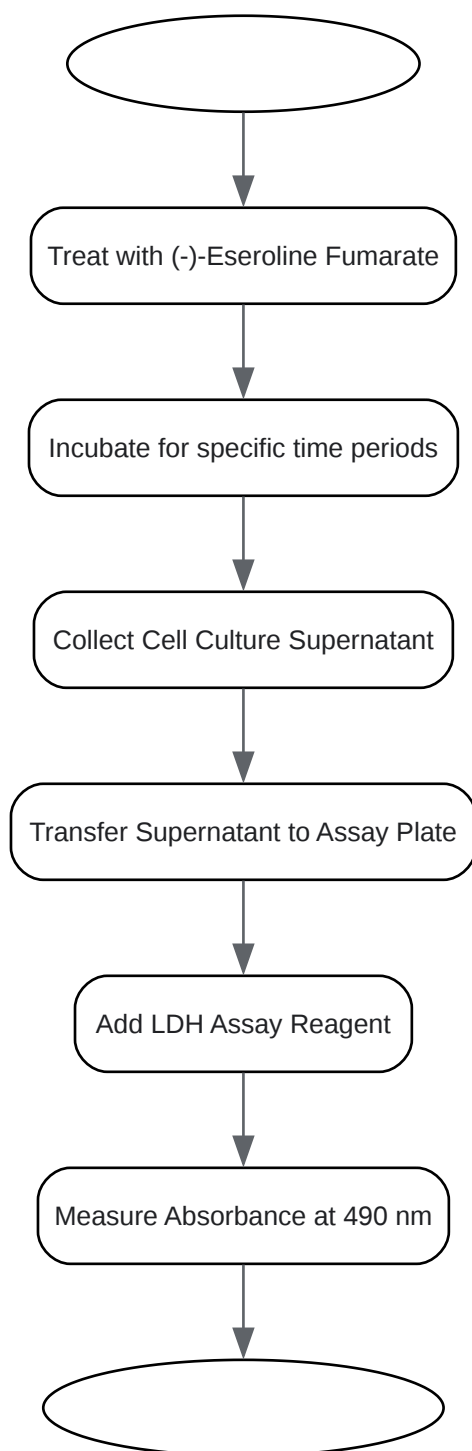 Treat with (-)-Eseroline Fumarate
Incubate for specific time periods
Collect Cell Culture Supernatant
Transfer Supernatant to Assay Plate
Add LDH Assay Reagent
Measure Absorbance at 490 nm